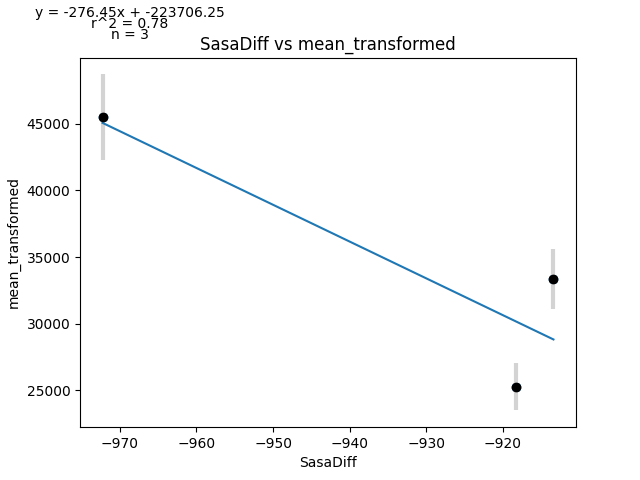 y = -276.45x + -223706.25
r^2 = 0.78
n = 3
SasaDiff vs mean_transformed
45000
40000
35000
30000
25000
mean_transformed
−970
−960
−950
−940
−930
−920
SasaDiff